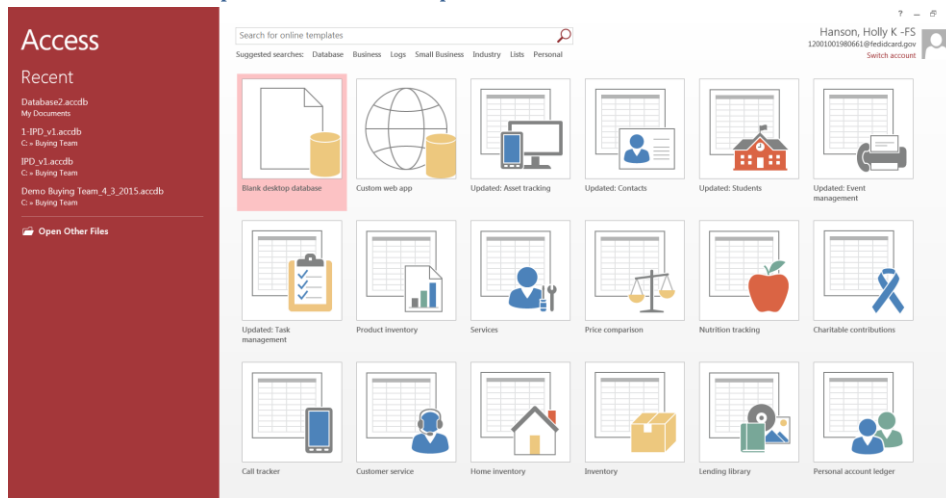 Access
Recent
Database2.accdb
My Documents
1-IPD_v1.accdb
C: » Buying Team
IPD_v1.accdb
C: » Buying Team
Demo Buying Team_4_3_2015.accdb
C: » Buying Team
Open Other Files
?
Search for online templates
Suggested searches: Database Business Logs Small Business Industry Lists Personal
Hanson, Holly K -FS
12001001980661@fedidcard.gov
Switch account
Blank desktop database
Custom web app
Updated: Asset tracking
Updated: Contacts
Updated: Students
Updated: Event
management
Updated: Task
management
Product inventory
Services
Price comparison
Nutrition tracking
Charitable contributions
Call tracker
Customer service
Home inventory
Inventory
Lending library
Personal account ledger